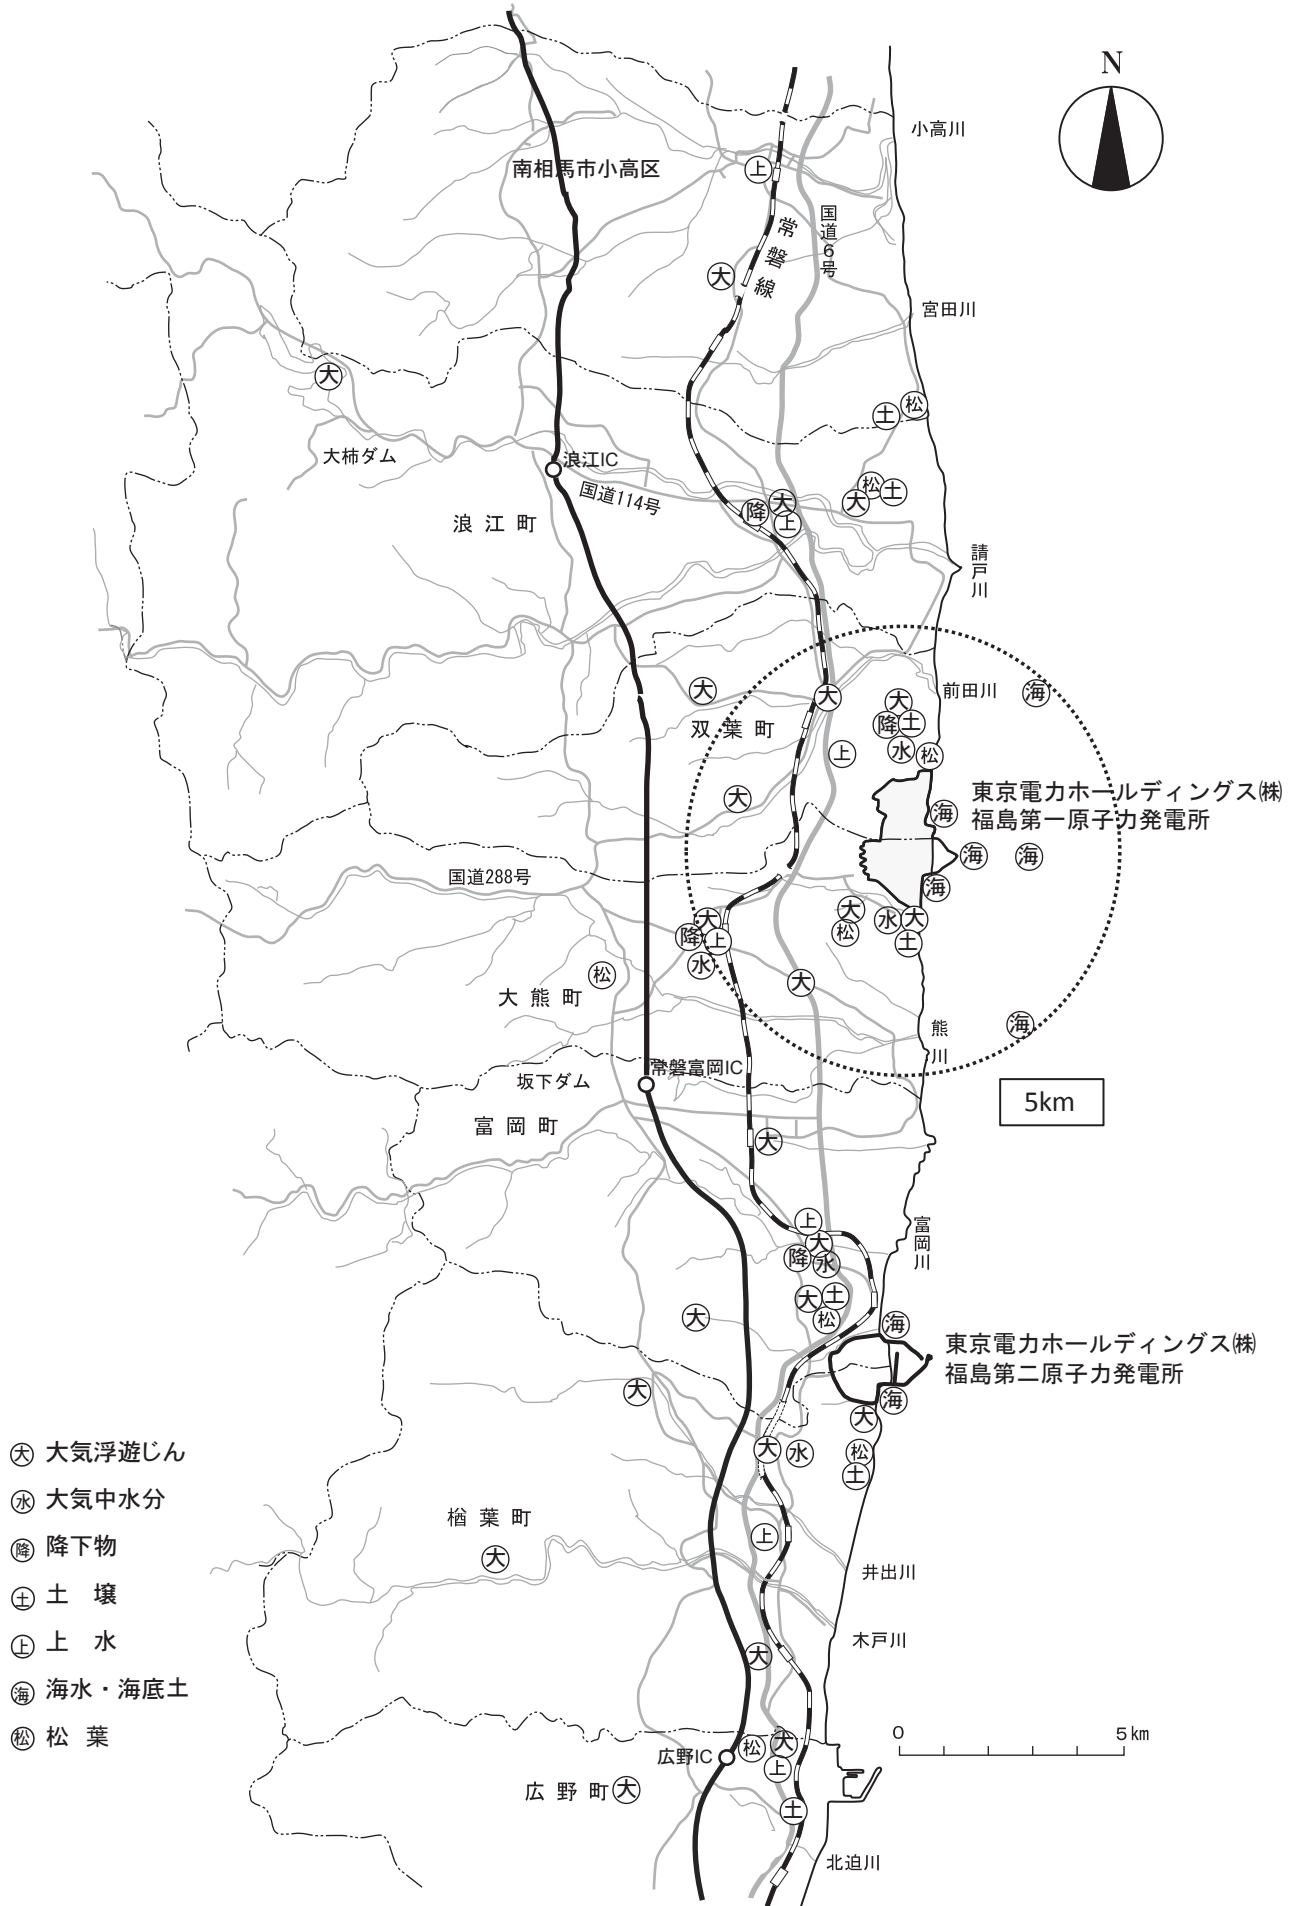 N
小高川
南相馬市小高区
上
国道6号
常磐線
大
宮田川
大
松
土
大柿ダム
浪江IC
国道114号
松
土
大
大
降
上
浪江町
請戸川
大
大
前田川
海
大
降
土
双葉町
上
水
松
東京電力ホールディングス㈱
福島第一原子力発電所
大
海
海
海
国道288号
海
大
松
水
大
土
大
降
上
水
松
大
大熊町
海
熊川
常磐富岡IC
坂下ダム
5km
富岡町
大
上
大
降
水
富岡川
大
土
松
大
海
東京電力ホールディングス㈱
福島第二原子力発電所
大
海
大
松
土
大
水
大 大気浮遊じん
水 大気中水分
降 降下物
土 土 壌
上 上 水
海 海水・海底土
松 松 葉
楢葉町
大
上
井出川
木戸川
大
0
5km
広野IC
松
大
上
広野町
大
土
北迫川